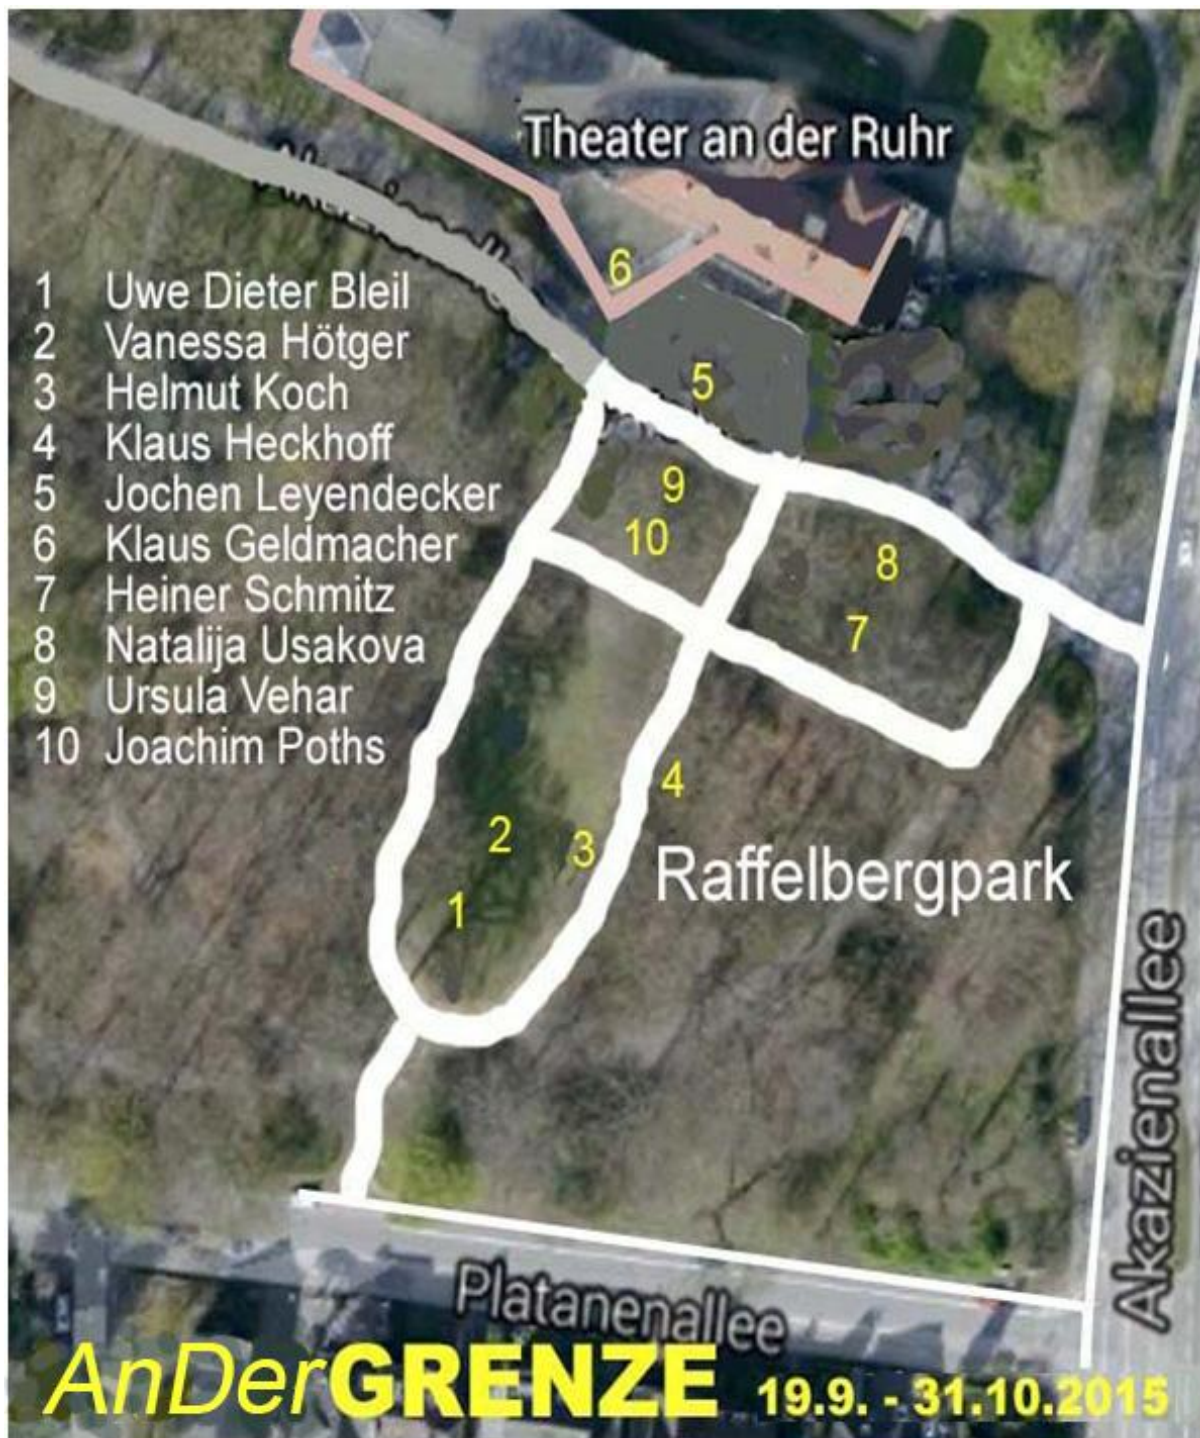 Theater an der Ruhr
6
1 Uwe Dieter Bleil
2 Vanessa Hötger
3 Helmut Koch
4 Klaus Heckhoff
5 Jochen Leyendecker
6 Klaus Geldmacher
7 Heiner Schmitz
8 Natalija Usakova
9 Ursula Vehar
10 Joachim Poths
5
9
10
8
7
4
2
3
1
Raffelbergpark
Akazienallee
Platanenallee
AnDerGRENZE 19.9. - 31.10.2015